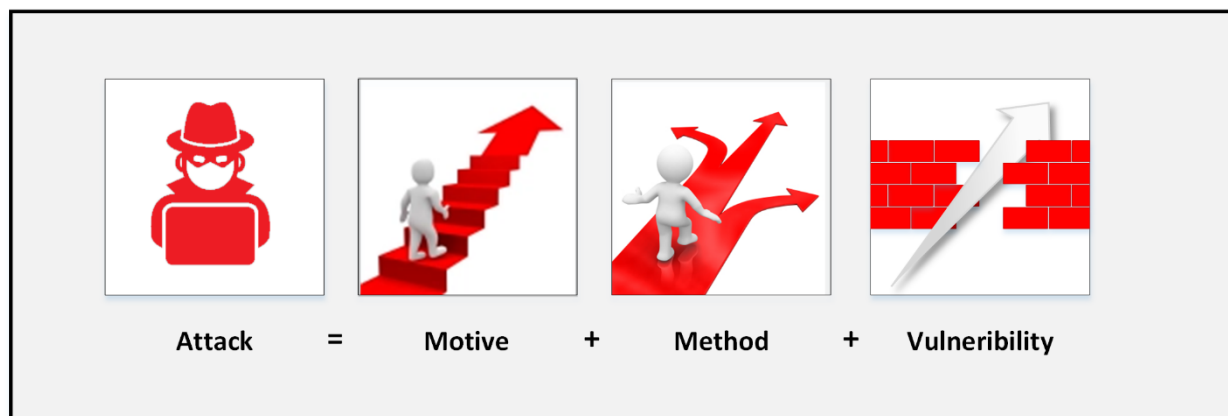 Attack = Motive + Method + Vulneribility